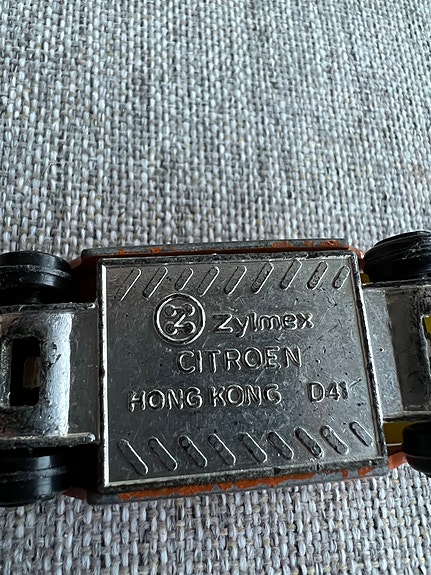 Zylmex
CITROEN
HONG KONG D41